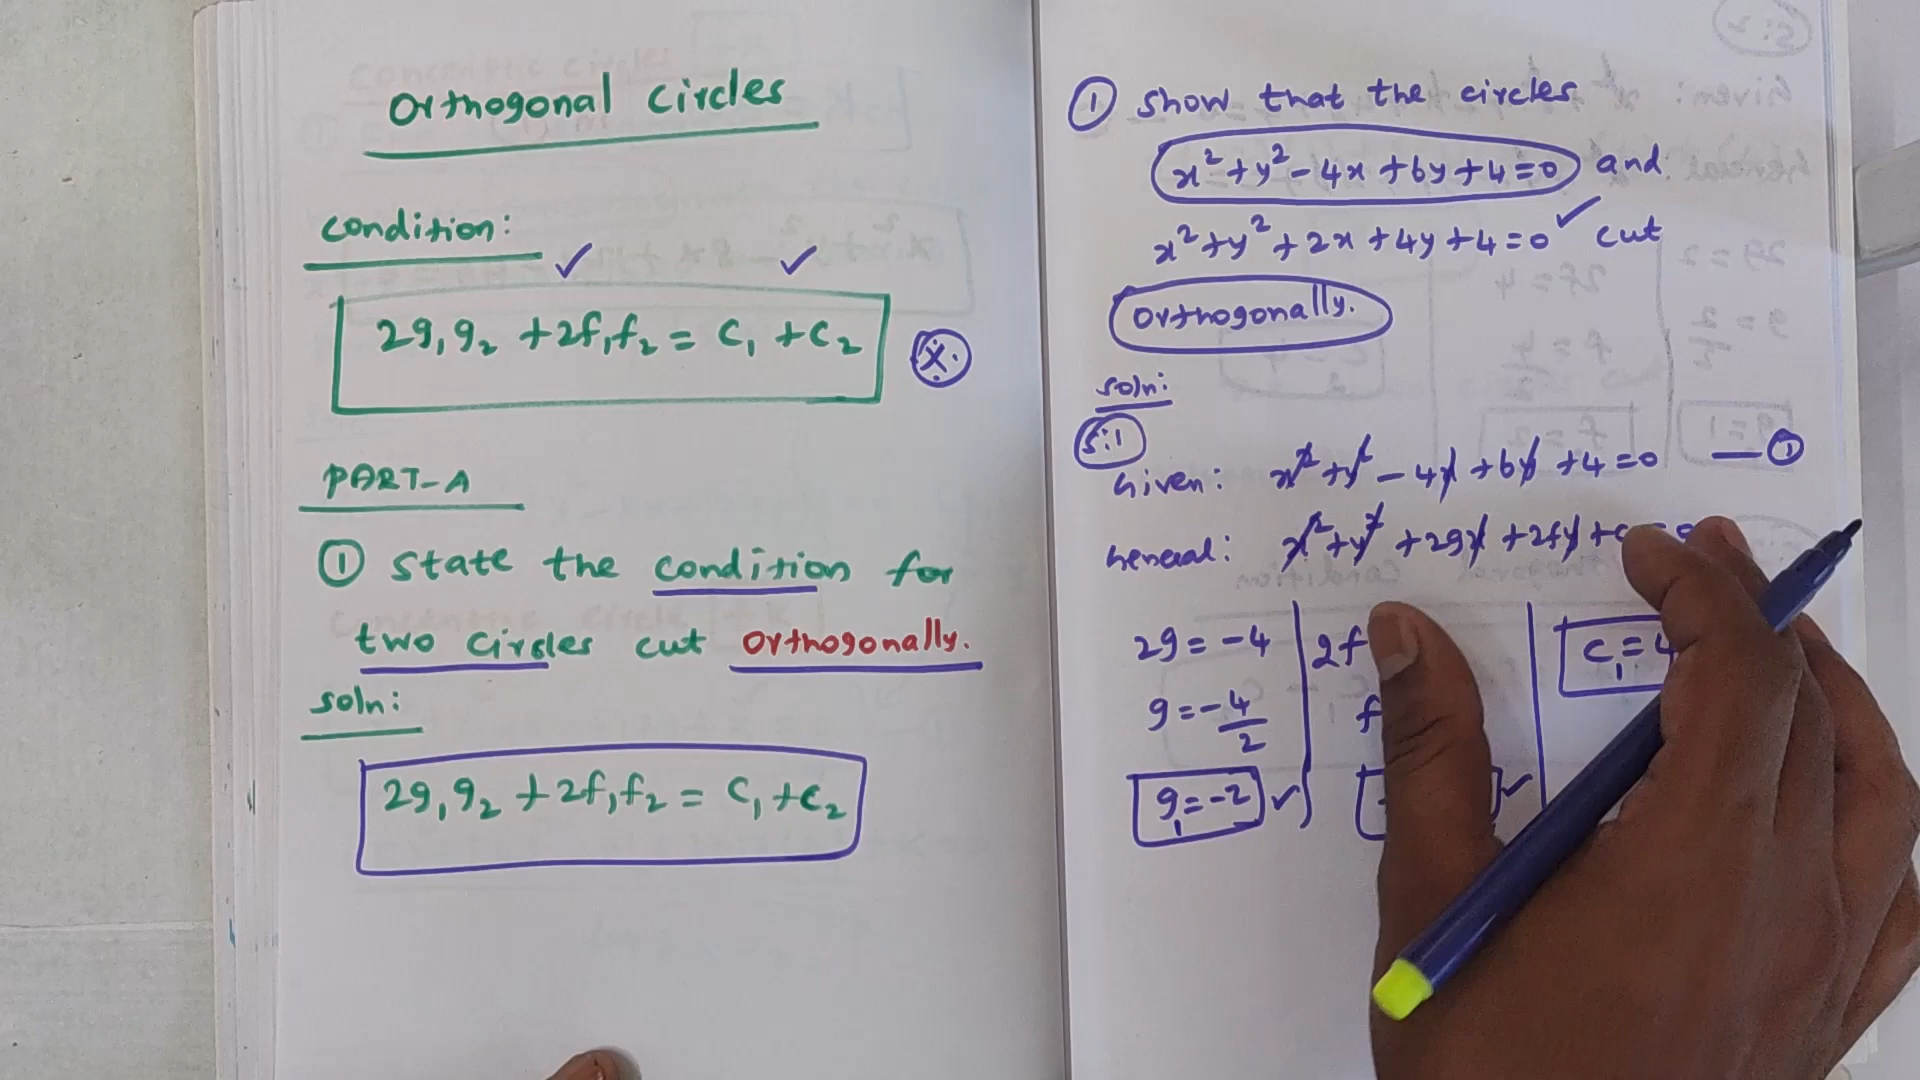 Orthogonal Circles
Condition:
2g₁g₂ + 2f₁f₂ = C₁ + C₂
PART-A
① State the condition for
two Circles cut Orthogonally.
Soln:
2g₁g₂ + 2f₁f₂ = C₁ + C₂
① Show that the circles
x² + y² - 4x + 6y + 4 = 0 and
x² + y² + 2x + 4y + 4 = 0 cut
Orthogonally.
Soln:
S:1
Given: x² + y² - 4x + 6y + 4 = 0 — ①
General: x² + y² + 2gx + 2fy + c = 0
2g = -4 | 2f | C₁ = 4
g = -4/2 | f
g₁ = -2